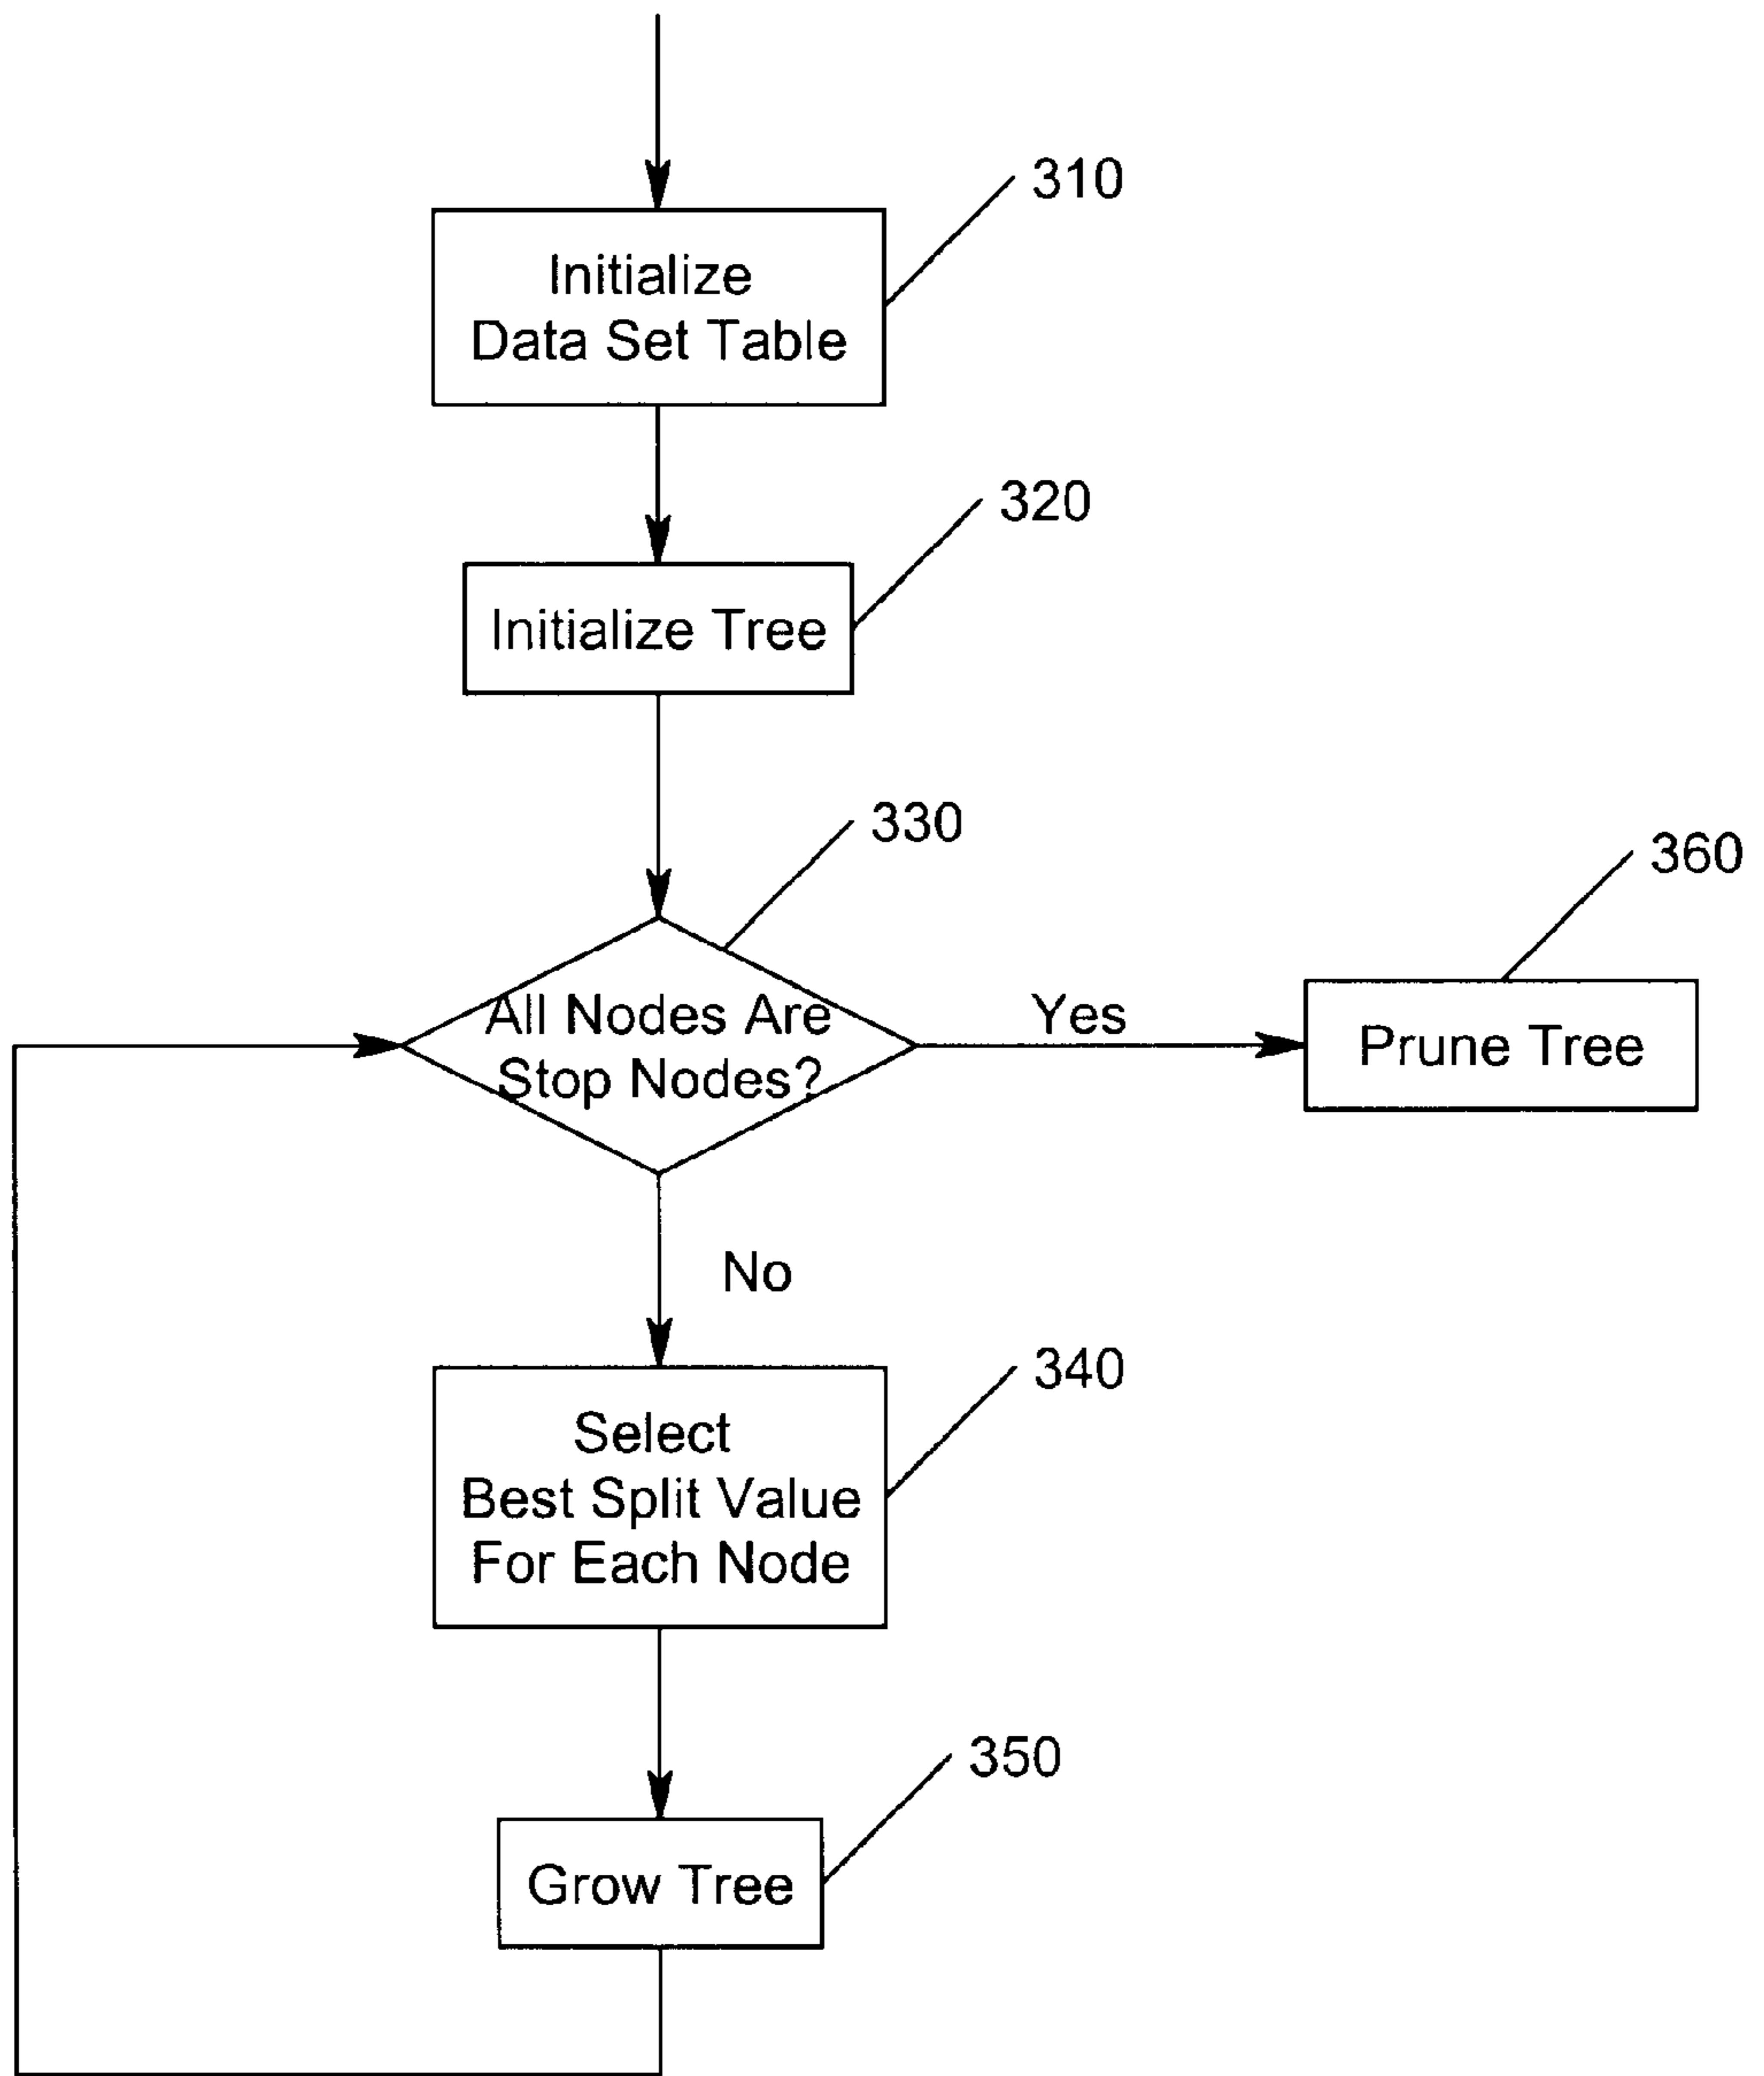 310
Initialize
Data Set Table
320
Initialize Tree
330
360
All Nodes Are
Stop Nodes?
Yes
Prune Tree
No
340
Select
Best Split Value
For Each Node
350
Grow Tree